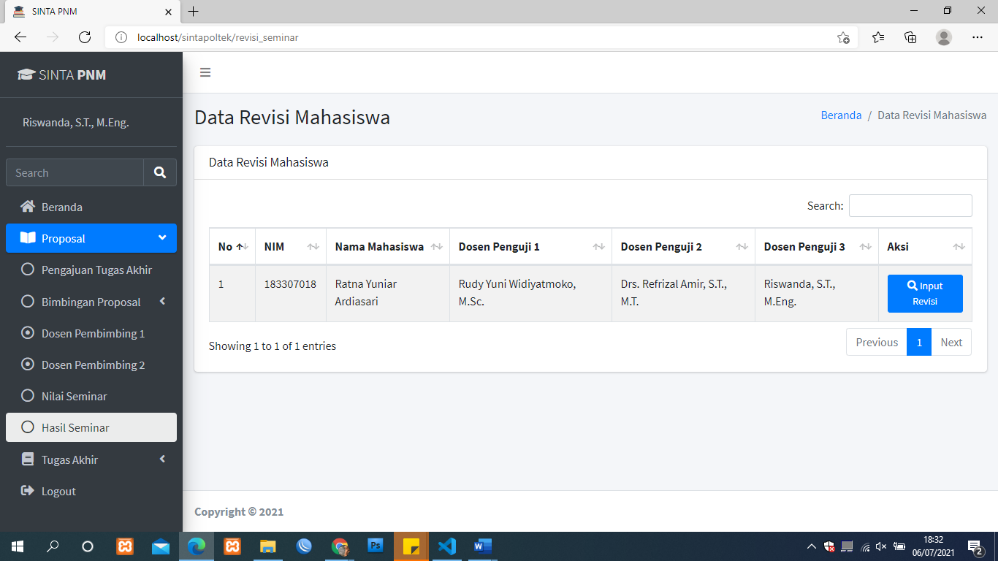 SINTA PNM
localhost/sintapoltek/revisi_seminar
SINTA PNM
Riswanda, S.T., M.Eng.
Search
Beranda
Proposal
Pengajuan Tugas Akhir
Bimbingan Proposal
Dosen Pembimbing 1
Dosen Pembimbing 2
Nilai Seminar
Hasil Seminar
Tugas Akhir
Logout
Data Revisi Mahasiswa
Beranda / Data Revisi Mahasiswa
Data Revisi Mahasiswa
Search:
No NIM Nama Mahasiswa Dosen Penguji 1 Dosen Penguji 2 Dosen Penguji 3 Aksi
1 183307018 Ratna Yuniar Rudy Yuni Widiyatmoko, Drs. Refrizal Amir, S.T., Riswanda, S.T., Input
Ardiasari M.Sc. M.T. M.Eng. Revisi
Showing 1 to 1 of 1 entries
Previous 1 Next
Copyright © 2021
Ps
18:32
06/07/2021
2